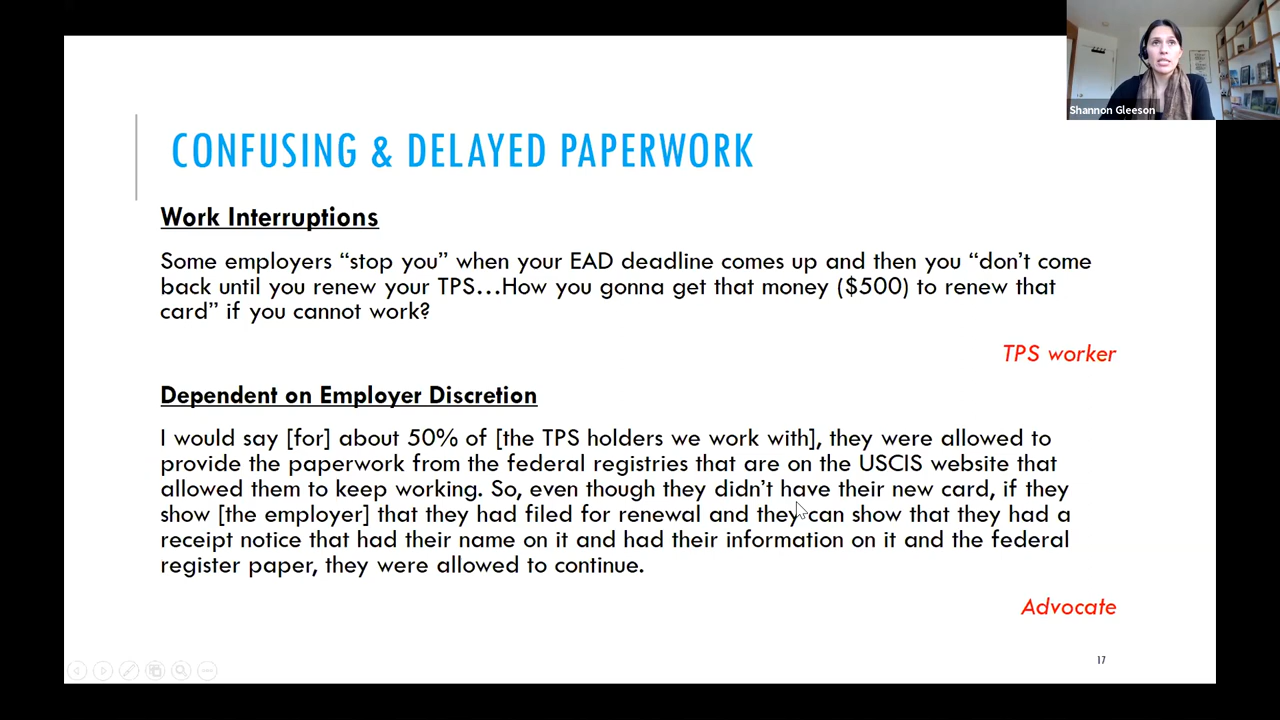 Shannon Gleeson
CONFUSING & DELAYED PAPERWORK
Work Interruptions
Some employers “stop you” when your EAD deadline comes up and then you “don’t come
back until you renew your TPS…How you gonna get that money ($500) to renew that
card” if you cannot work?
TPS worker
Dependent on Employer Discretion
I would say [for] about 50% of [the TPS holders we work with], they were allowed to
provide the paperwork from the federal registries that are on the USCIS website that
allowed them to keep working. So, even though they didn’t have their new card, if they
show [the employer] that they had filed for renewal and they can show that they had a
receipt notice that had their name on it and had their information on it and the federal
register paper, they were allowed to continue.
Advocate
17